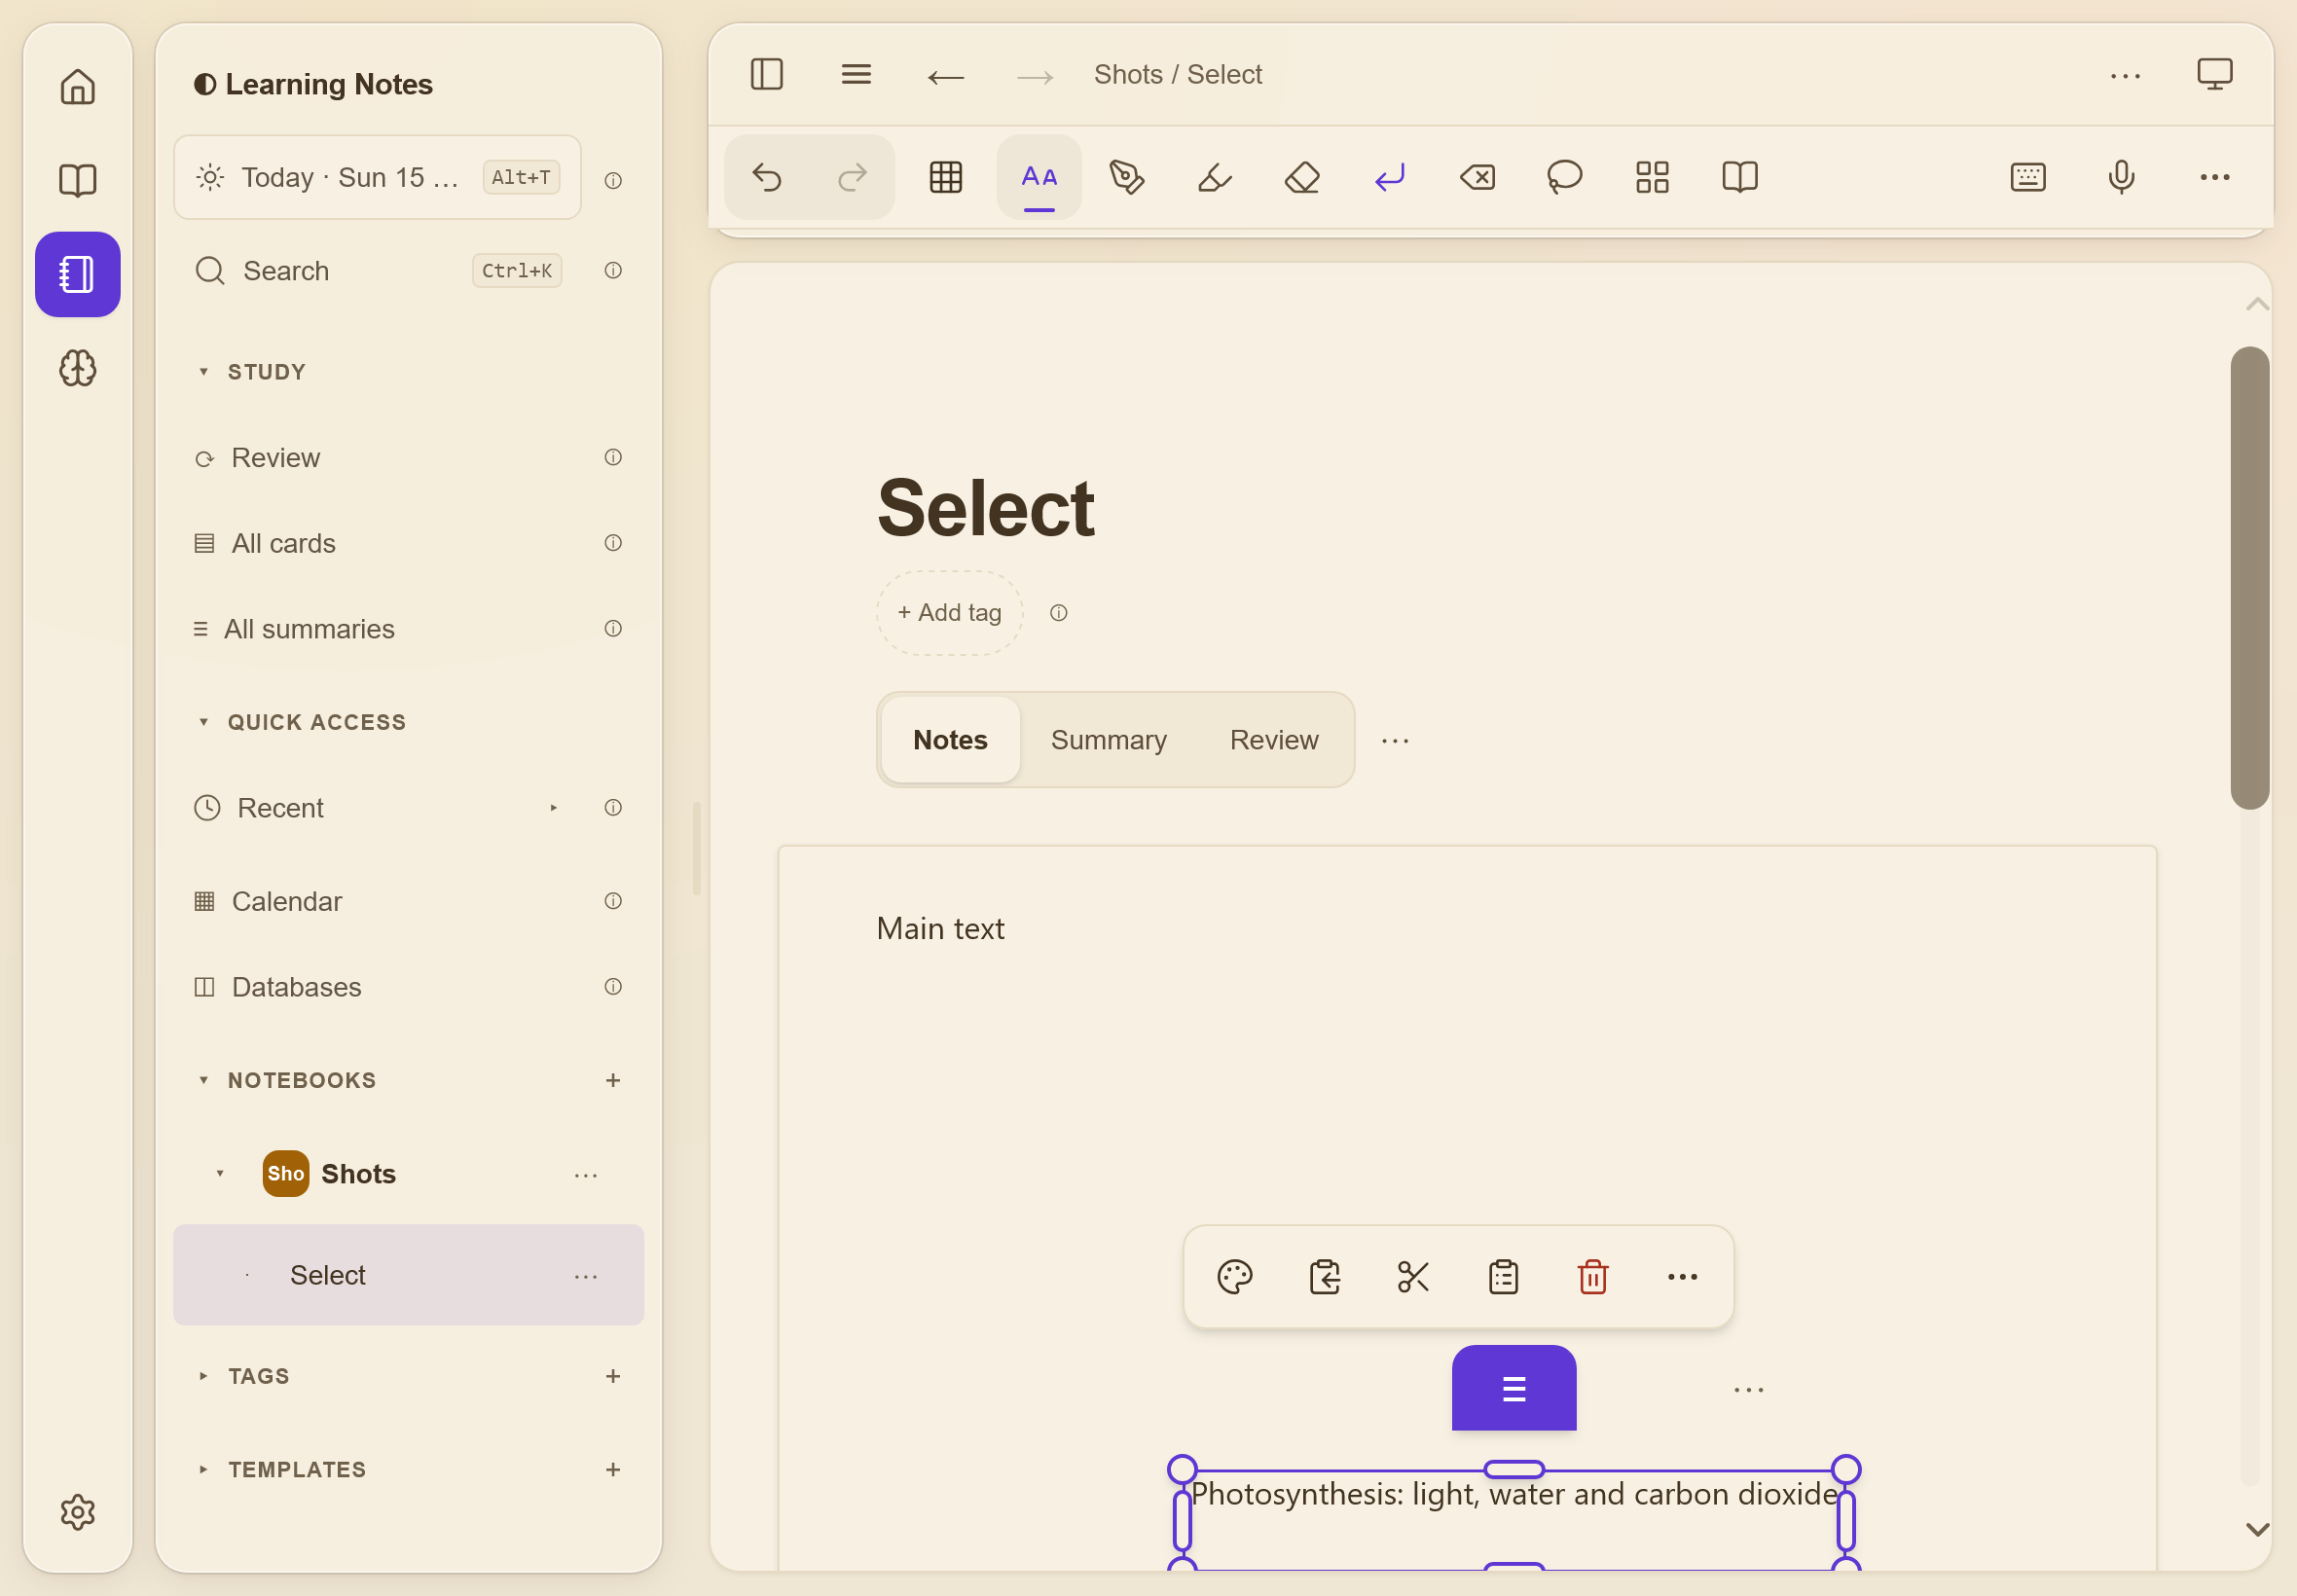 Learning Notes
Today · Sun 15 ... Alt+T
Search Ctrl+K
STUDY
Review
All cards
All summaries
QUICK ACCESS
Recent
Calendar
Databases
NOTEBOOKS
Sho Shots
Select
TAGS
TEMPLATES
Shots / Select
Select
+ Add tag
Notes Summary Review
Main text
Photosynthesis: light, water and carbon dioxide